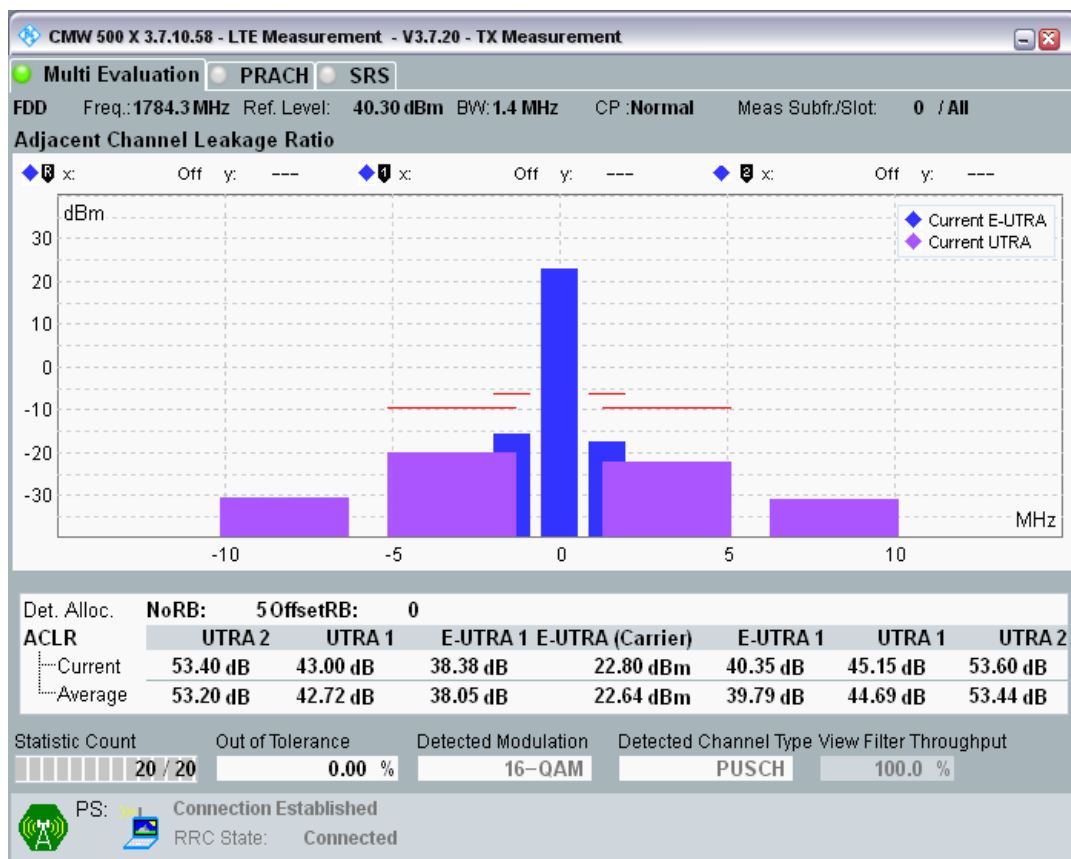 CMW 500 X 3.7.10.58 - LTE Measurement - V3.7.20 - TX Measurement
Multi Evaluation PRACH SRS
FDD Freq.: 1784.3 MHz Ref. Level: 40.30 dBm BW: 1.4 MHz CP :Normal Meas Subfr./Slot: 0 / All
Adjacent Channel Leakage Ratio
R x: Off y: --- 1 x: Off y: --- 2 x: Off y: ---
dBm
Current E-UTRA
Current UTRA
30
20
10
0
-10
-20
-30
MHz
-10 -5 0 5 10
Det. Alloc. NoRB: 5 OffsetRB: 0
ACLR UTRA 2 UTRA 1 E-UTRA 1 E-UTRA (Carrier) E-UTRA 1 UTRA 1 UTRA 2
Current 53.40 dB 43.00 dB 38.38 dB 22.80 dBm 40.35 dB 45.15 dB 53.60 dB
Average 53.20 dB 42.72 dB 38.05 dB 22.64 dBm 39.79 dB 44.69 dB 53.44 dB
Statistic Count Out of Tolerance Detected Modulation Detected Channel Type View Filter Throughput
20 / 20 0.00 % 16-QAM PUSCH 100.0 %
PS: Connection Established
RRC State: Connected